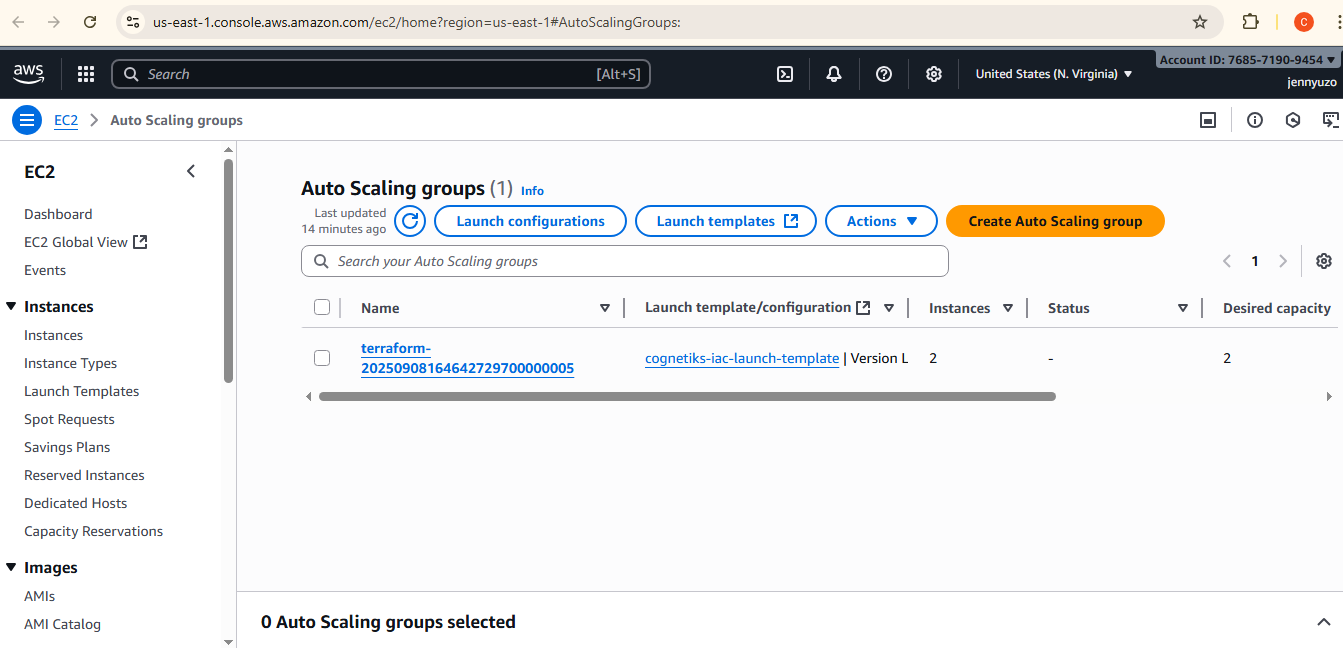 us-east-1.console.aws.amazon.com/ec2/home?region=us-east-1#AutoScalingGroups:
C
aws
Search
[Alt+S]
United States (N. Virginia)
Account ID: 7685-7190-9454
jennyuzo
EC2
Auto Scaling groups
EC2
Dashboard
EC2 Global View
Events
Instances
Instances
Instance Types
Launch Templates
Spot Requests
Savings Plans
Reserved Instances
Dedicated Hosts
Capacity Reservations
Images
AMIs
AMI Catalog
Auto Scaling groups (1) Info
Last updated
14 minutes ago
Launch configurations
Launch templates
Actions
Create Auto Scaling group
Search your Auto Scaling groups
1
Name
Launch template/configuration
Instances
Status
Desired capacity
terraform-
20250908164642729700000005
cognetiks-iac-launch-template | Version L
2
-
2
0 Auto Scaling groups selected